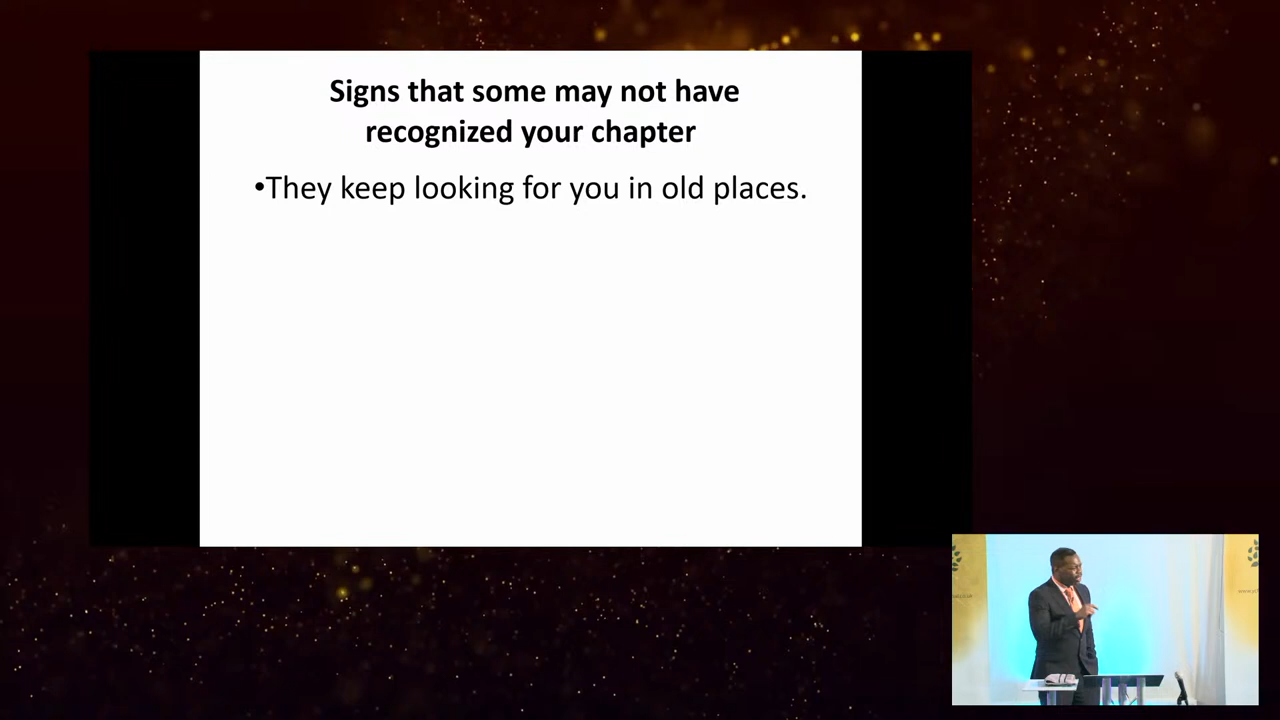 Signs that some may not have
recognized your chapter
•They keep looking for you in old places.